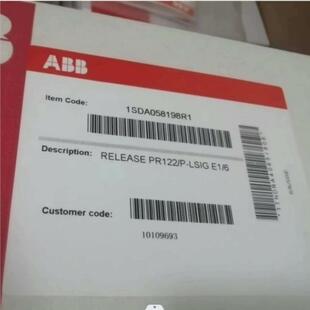 ABB
Item Code:
1SDA058198R1
Description:
RELEASE PR122/P-LSIG E1/6
Customer code:
10109693